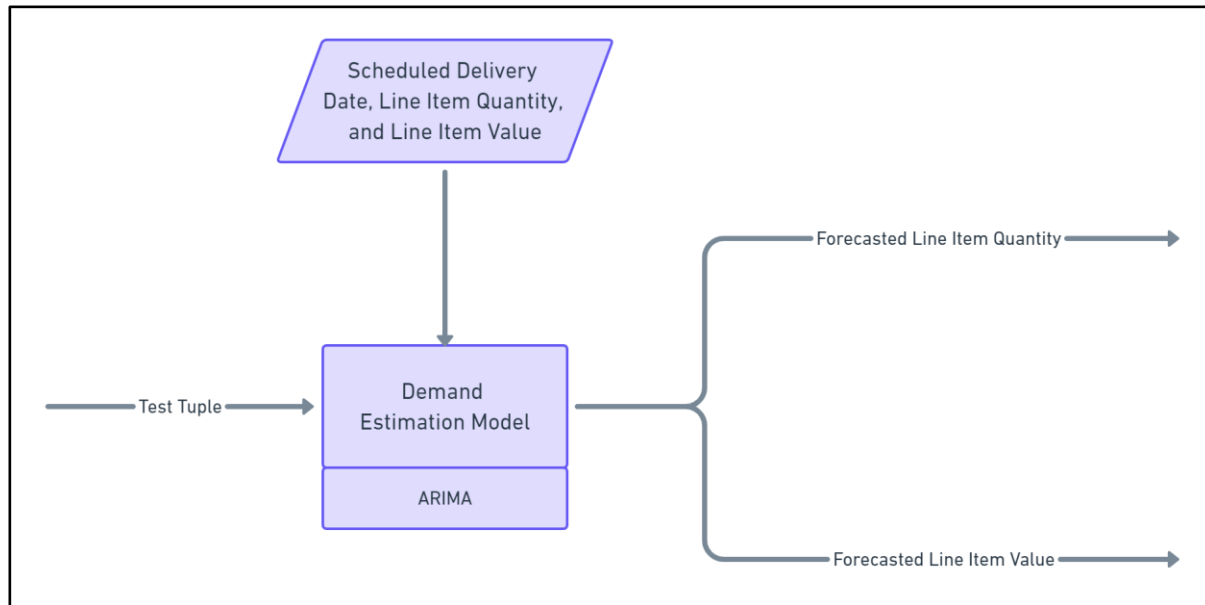 Scheduled Delivery
Date, Line Item Quantity,
and Line Item Value
Forecasted Line Item Quantity
Test Tuple
Demand
Estimation Model
ARIMA
Forecasted Line Item Value